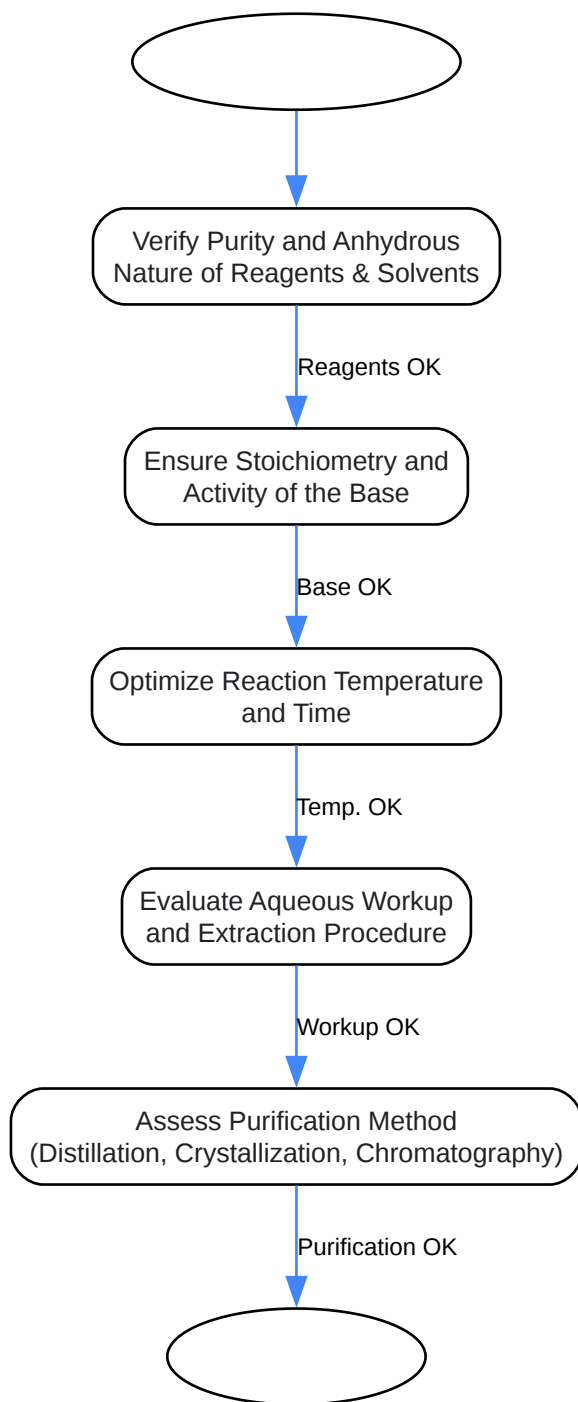 Verify Purity and Anhydrous
Nature of Reagents & Solvents
Reagents OK
Ensure Stoichiometry and
Activity of the Base
Base OK
Optimize Reaction Temperature
and Time
Temp. OK
Evaluate Aqueous Workup
and Extraction Procedure
Workup OK
Assess Purification Method
(Distillation, Crystallization, Chromatography)
Purification OK